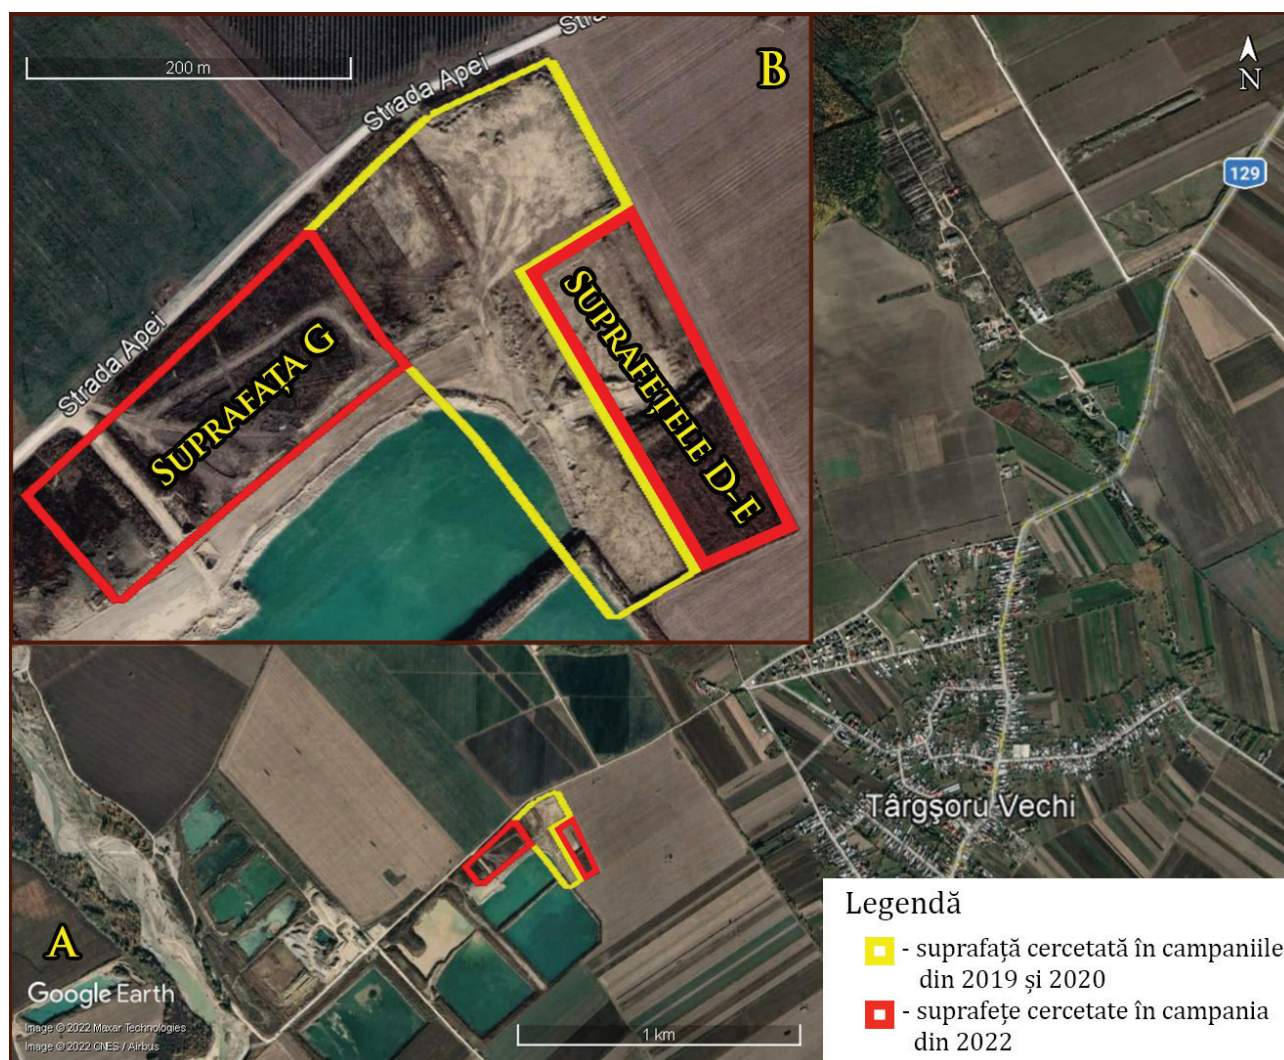 200 m
Strada Apei
Stra
B
N
129
Strada Apei
SUPRAFAȚA G
SUPRAFEȚELE D-E
Târgșoru Vechi
A
Google Earth
Image © 2022 Maxar Technologies
Image © 2022 CNES / Airbus
1 km
Legendă
- suprafață cercetată în campaniile
din 2019 și 2020
- suprafețe cercetate în campania
din 2022